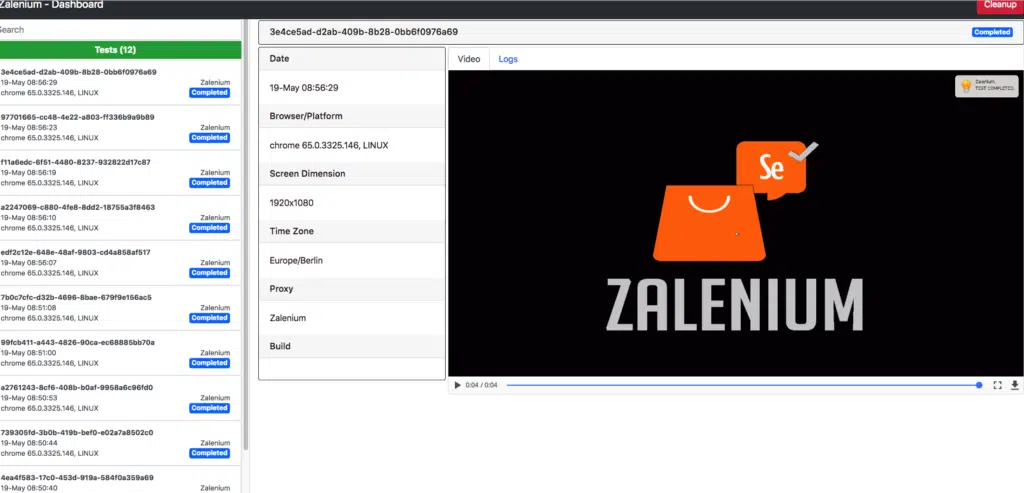 Zalenium - Dashboard
Cleanup
Search
Tests (12)
3e4ce5ad-d2ab-409b-8b28-0bb6f0976a69
19-May 08:56:29
Zalenium
chrome 65.0.3325.146, LINUX
Completed
97701665-cc48-4e22-a803-ff336b9a9b89
19-May 08:56:23
Zalenium
chrome 65.0.3325.146, LINUX
Completed
f11a6edc-6f51-4480-8237-932822d17c87
19-May 08:56:19
Zalenium
chrome 65.0.3325.146, LINUX
Completed
a2247069-c880-4fe8-8dd2-18755a3f8463
19-May 08:56:10
Zalenium
chrome 65.0.3325.146, LINUX
Completed
edf2c12e-648e-48af-9803-cd4a858af517
19-May 08:56:07
Zalenium
chrome 65.0.3325.146, LINUX
Completed
7b0c7cfc-d32b-4696-8bae-679f9e156ac5
19-May 08:51:08
Zalenium
chrome 65.0.3325.146, LINUX
Completed
99fcb411-a443-4826-90ca-ec68885bb70a
19-May 08:51:00
Zalenium
chrome 65.0.3325.146, LINUX
Completed
a2761243-8cf6-408b-b0af-9958a6c96fd0
19-May 08:50:53
Zalenium
chrome 65.0.3325.146, LINUX
Completed
739305fd-3b0b-419b-bef0-e02a7a8502c0
19-May 08:50:44
Zalenium
chrome 65.0.3325.146, LINUX
Completed
4ea4f583-17c0-453d-919a-584f0a359a69
19-May 08:50:40
Zalenium
3e4ce5ad-d2ab-409b-8b28-0bb6f0976a69
Completed
Date
19-May 08:56:29
Browser/Platform
chrome 65.0.3325.146, LINUX
Screen Dimension
1920x1080
Time Zone
Europe/Berlin
Proxy
Zalenium
Build
Video
Logs
Zalenium,
TEST COMPLETED
Se
ZALENIUM
0:04 / 0:04